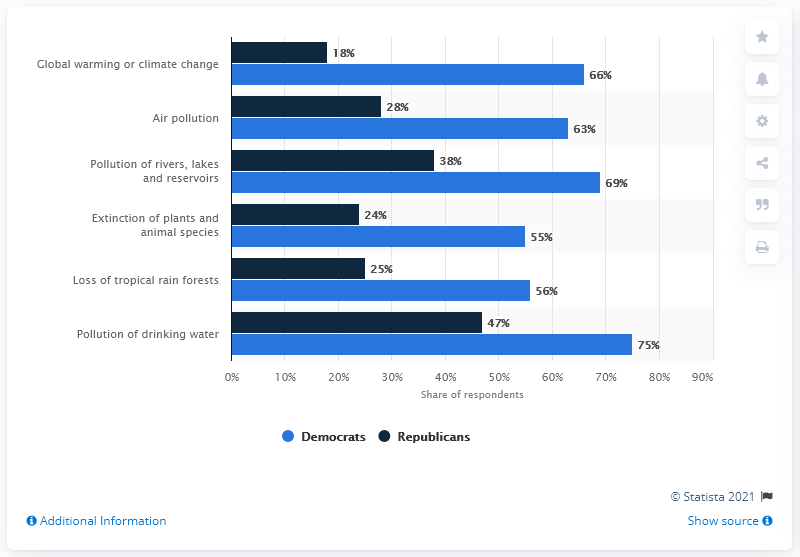 Global warming or climate change
18%
66%
Air pollution
28%
63%
Pollution of rivers, lakes
and reservoirs
38%
69%
Extinction of plants and
animal species
24%
55%
Loss of tropical rain forests
25%
56%
Pollution of drinking water
47%
75%
0% 10% 20% 30% 40% 50% 60% 70% 80% 90%
Share of respondents
Democrats Republicans
© Statista 2021
Additional Information
Show source